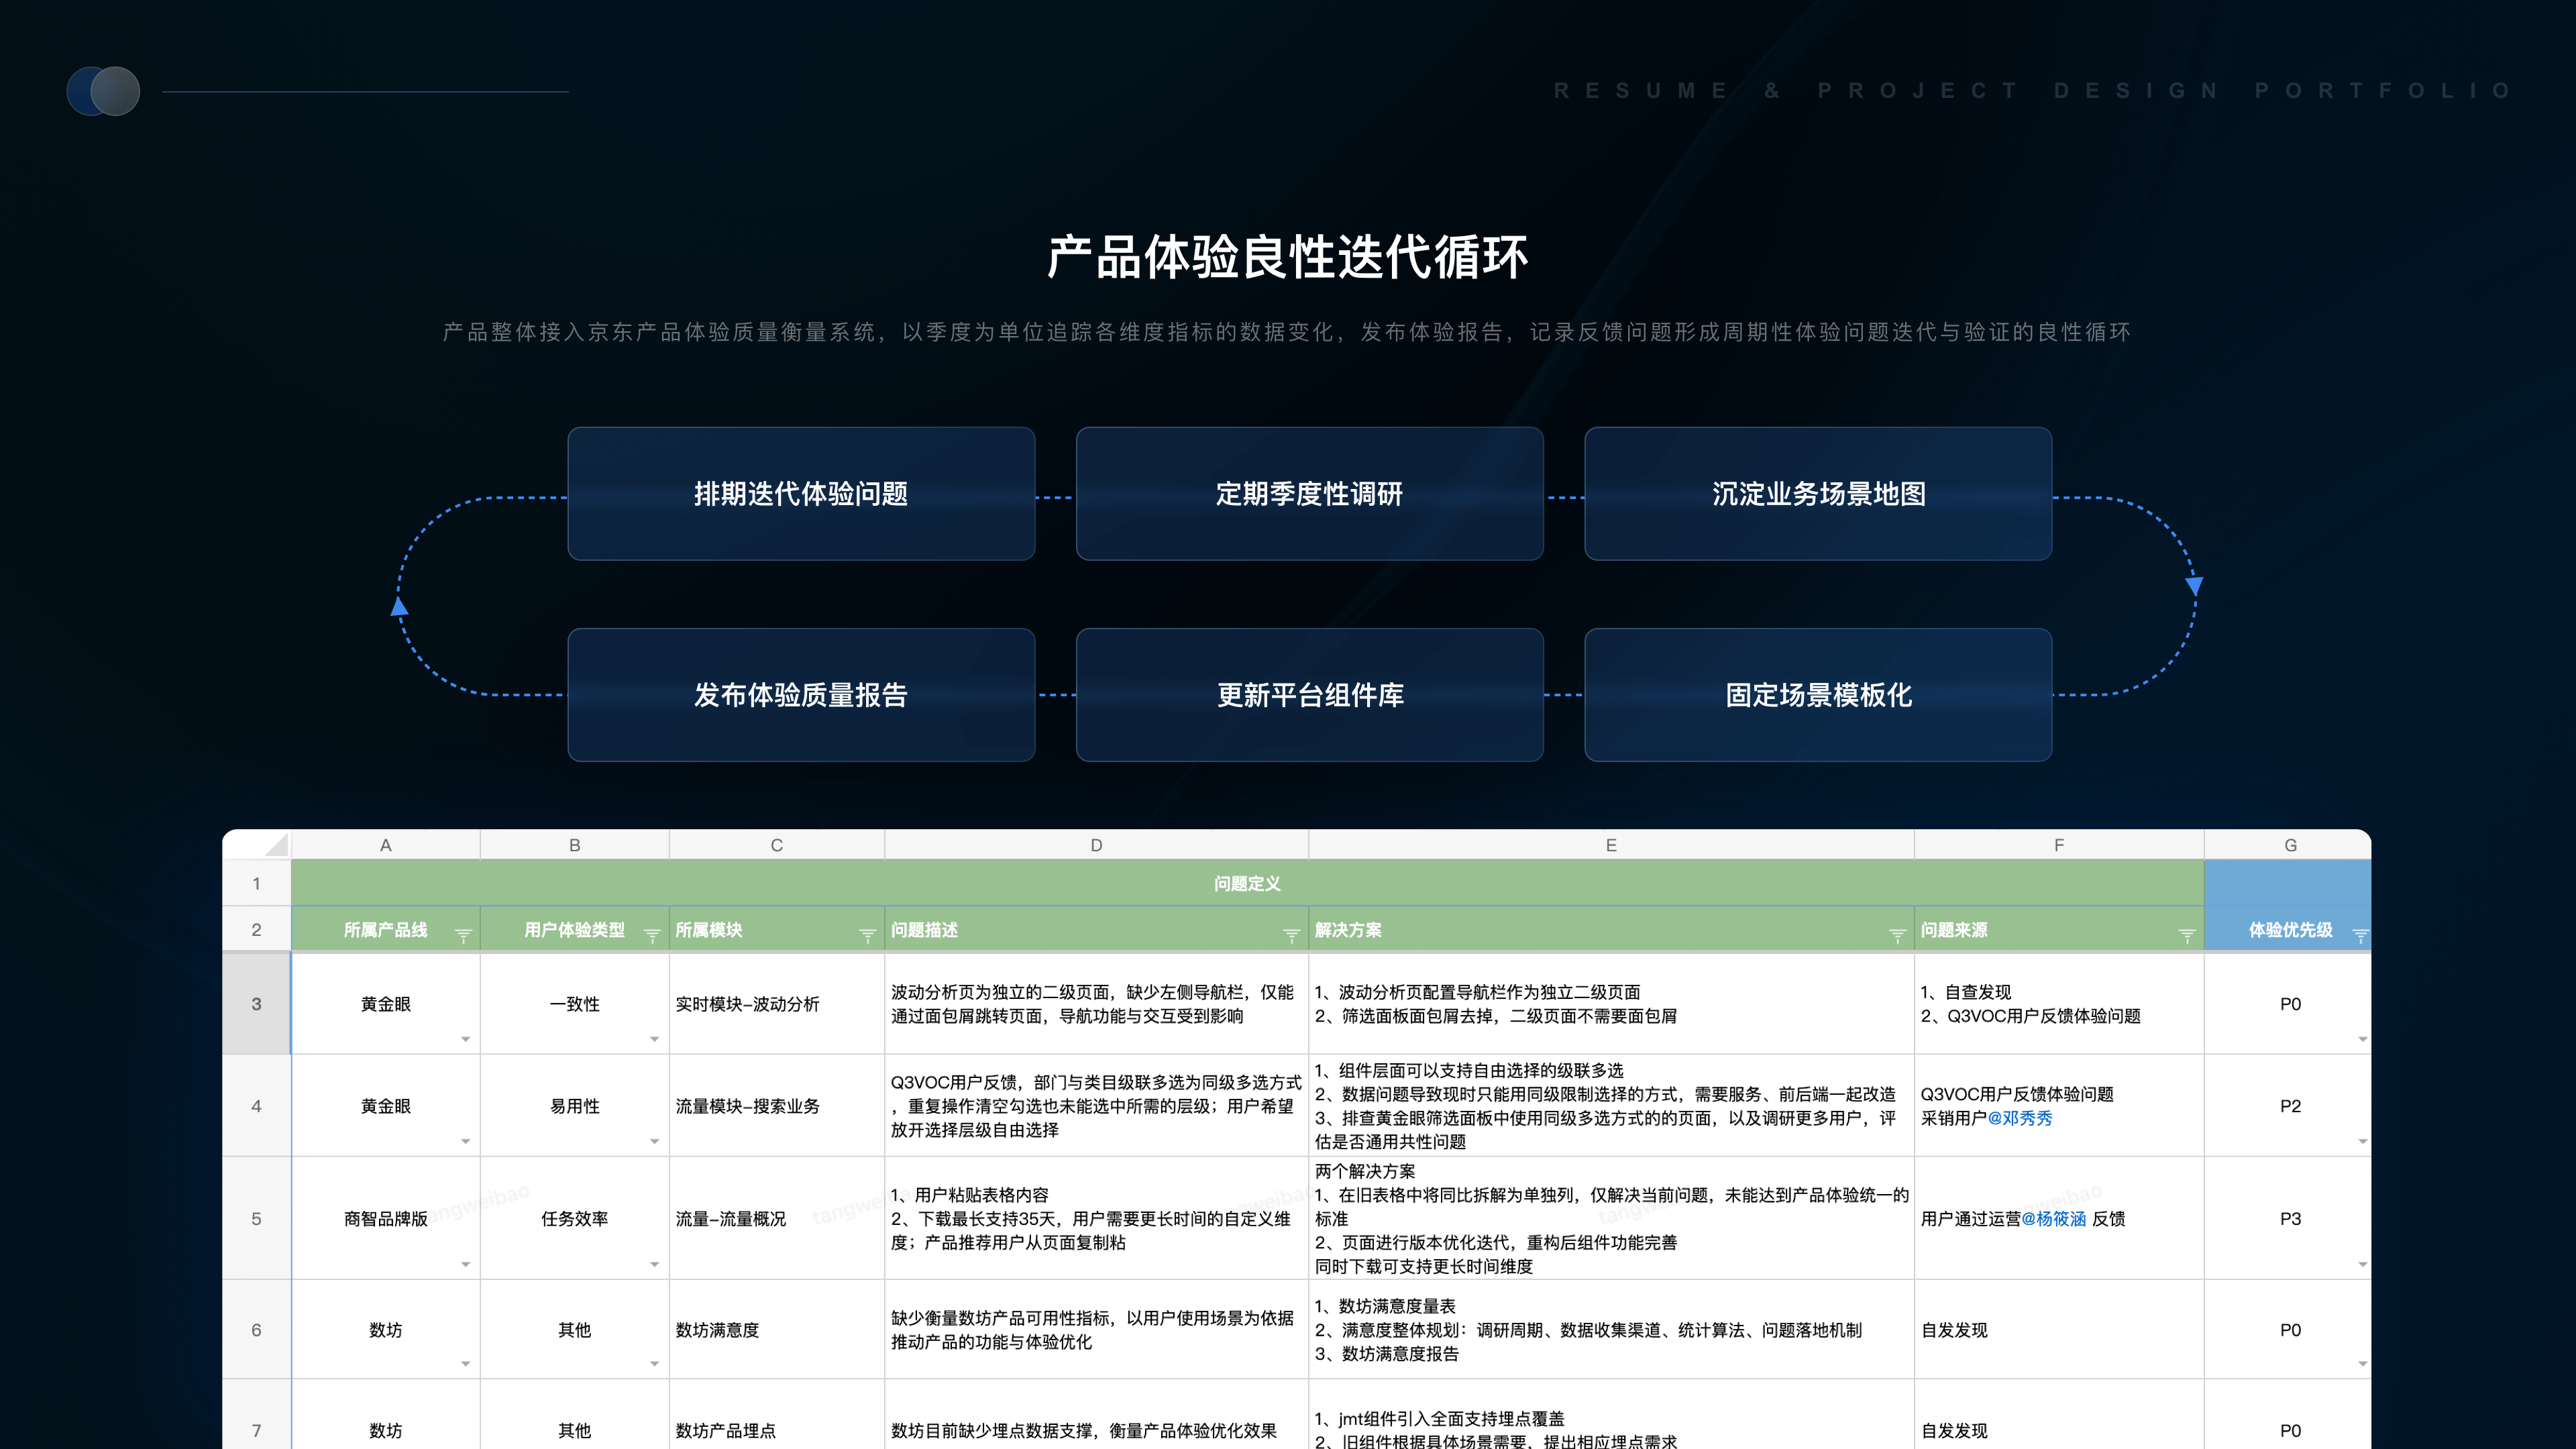 RESUME & PROJECT DESIGN PORTFOLIO
产品体验良性迭代循环
产品整体接入京东产品体验质量衡量系统，以季度为单位追踪各维度指标的数据变化，发布体验报告，记录反馈问题形成周期性体验问题迭代与验证的良性循环
排期迭代体验问题
定期季度性调研
沉淀业务场景地图
发布体验质量报告
更新平台组件库
固定场景模板化
A B C D E F G
1 问题定义
2 所属产品线 用户体验类型 所属模块 问题描述 解决方案 问题来源 体验优先级
3
黄金眼
一致性
实时模块-波动分析
波动分析页为独立的二级页面，缺少左侧导航栏，仅能
通过面包屑跳转页面，导航功能与交互受到影响
1、波动分析页配置导航栏作为独立二级页面
2、筛选面板面包屑去掉，二级页面不需要面包屑
1、自查发现
2、Q3VOC用户反馈体验问题
P0
4
黄金眼
易用性
流量模块-搜索业务
Q3VOC用户反馈，部门与类目级联多选为同级多选方式
，重复操作清空勾选也未能选中所需的层级；用户希望
放开选择层级自由选择
1、组件层面可以支持自由选择的级联多选
2、数据问题导致现时只能用同级限制选择的方式，需要服务、前后端一起改造
3、排查黄金眼筛选面板中使用同级多选方式的的页面，以及调研更多用户，评
估是否通用共性问题
Q3VOC用户反馈体验问题
采销用户@邓秀秀
P2
5
商智品牌版
任务效率
流量-流量概况
1、用户粘贴表格内容
2、下载最长支持35天，用户需要更长时间的自定义维
度；产品推荐用户从页面复制粘
两个解决方案
1、在旧表格中将同比拆解为单独列，仅解决当前问题，未能达到产品体验统一的
标准
2、页面进行版本优化迭代，重构后组件功能完善
同时下载可支持更长时间维度
用户通过运营@杨筱涵 反馈
P3
6
数坊
其他
数坊满意度
缺少衡量数坊产品可用性指标，以用户使用场景为依据
推动产品的功能与体验优化
1、数坊满意度量表
2、满意度整体规划：调研周期、数据收集渠道、统计算法、问题落地机制
3、数坊满意度报告
自发发现
P0
7
数坊
其他
数坊产品埋点
数坊目前缺少埋点数据支撑，衡量产品体验优化效果
1、jmt组件引入全面支持埋点覆盖
2、旧组件根据具体场景需要，提出相应埋点需求
自发发现
P0